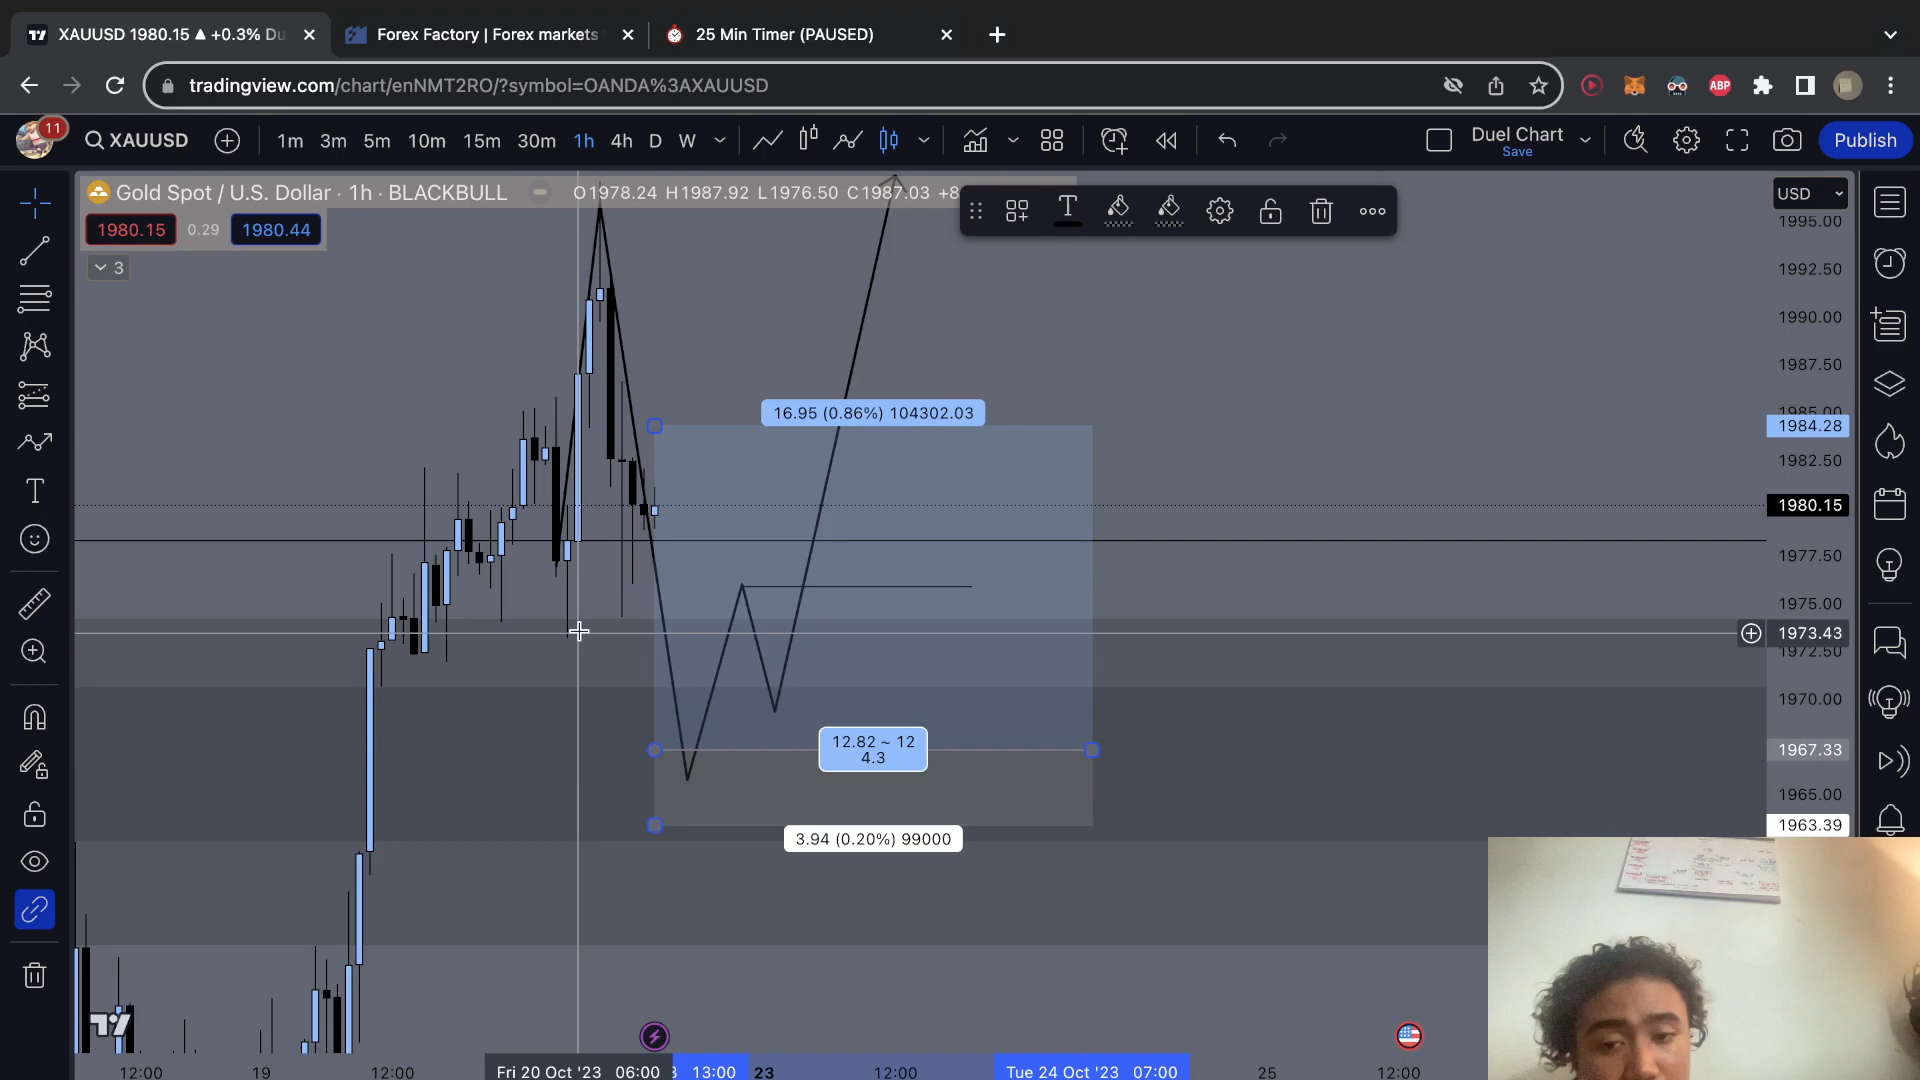 XAUUSD 1980.15 ▲ +0.3% Du
Forex Factory | Forex markets
25 Min Timer (PAUSED)
tradingview.com/chart/enNMT2RO/?symbol=OANDA%3AXAUUSD
ABP
11
XAUUSD
1m 3m 5m 10m 15m 30m 1h 4h D W
Duel Chart
Save
Publish
Gold Spot / U.S. Dollar · 1h · BLACKBULL
O1978.24 H1987.92 L1976.50 C1987.03 +8
1980.15 0.29 1980.44
3
T
USD
1995.00
1992.50
1990.00
1987.50
16.95 (0.86%) 104302.03
1985.00
1984.28
1982.50
1980.15
1977.50
1975.00
1973.43
1972.50
1970.00
12.82 ~ 12
4.3
1967.33
1965.00
1963.39
3.94 (0.20%) 99000
12:00
19
12:00
Fri 20 Oct '23 06:00
13:00
23
12:00
Tue 24 Oct '23 07:00
25
12:00